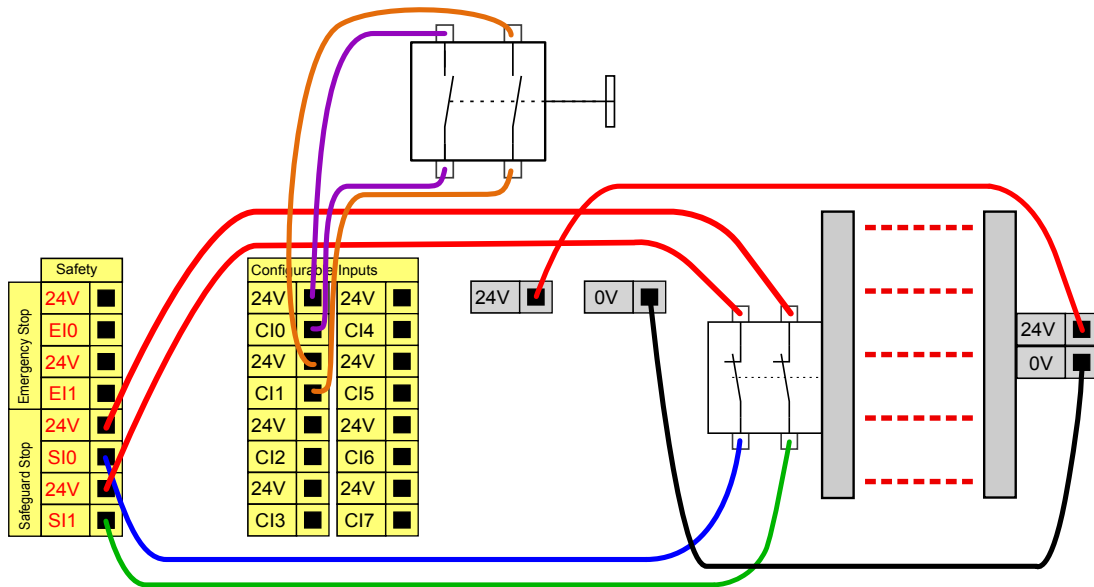 Safety
Emergency Stop
24V
EI0
24V
EI1
Safeguard Stop
24V
SI0
24V
SI1
Configurable Inputs
24V 24V
CI0 CI4
24V 24V
CI1 CI5
24V 24V
CI2 CI6
24V 24V
CI3 CI7
24V
0V
24V
0V